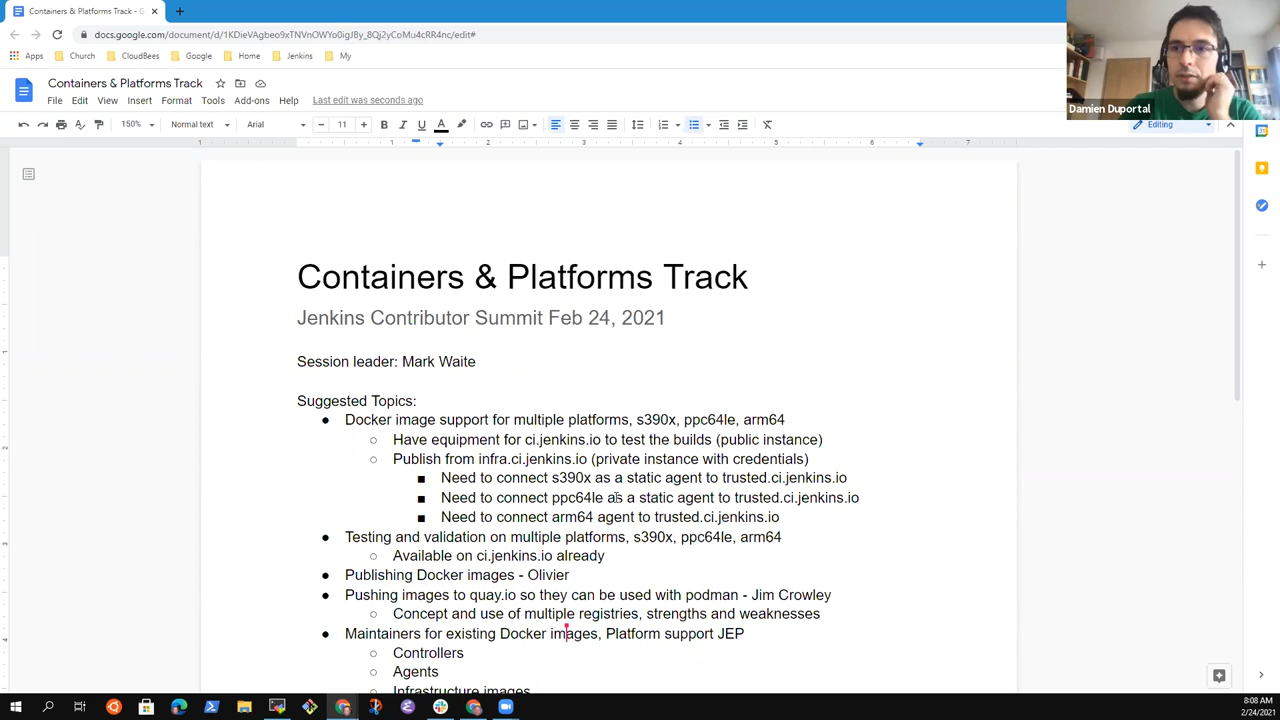 Containers & Platforms Track - G
docs.google.com/document/d/1KDieVAgbeo9xTNVnOWYo0igJBy_8Qj2yCoMu4cRR4nc/edit#
Apps Church CloudBees Google Home Jenkins My
Damien Duportal
Containers & Platforms Track
File Edit View Insert Format Tools Add-ons Help Last edit was seconds ago
150% Normal text Arial 11 Editing
1 1 2 3 4 5 6 7
Containers & Platforms Track
Jenkins Contributor Summit Feb 24, 2021
Session leader: Mark Waite
Suggested Topics:
● Docker image support for multiple platforms, s390x, ppc64le, arm64
○ Have equipment for ci.jenkins.io to test the builds (public instance)
○ Publish from infra.ci.jenkins.io (private instance with credentials)
■ Need to connect s390x as a static agent to trusted.ci.jenkins.io
■ Need to connect ppc64le as a static agent to trusted.ci.jenkins.io
■ Need to connect arm64 agent to trusted.ci.jenkins.io
● Testing and validation on multiple platforms, s390x, ppc64le, arm64
○ Available on ci.jenkins.io already
● Publishing Docker images - Olivier
● Pushing images to quay.io so they can be used with podman - Jim Crowley
○ Concept and use of multiple registries, strengths and weaknesses
● Maintainers for existing Docker images, Platform support JEP
○ Controllers
○ Agents
○ Infrastructure images
8:08 AM
2/24/2021